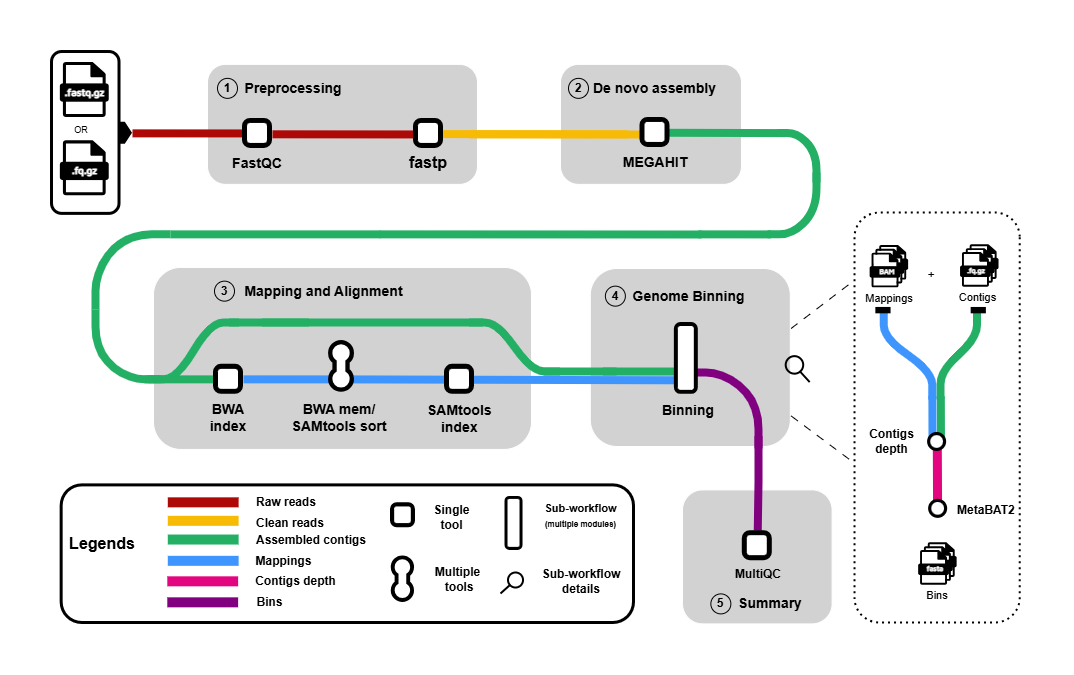 .fastq.gz
OR
.fq.gz
1 Preprocessing
FastQC
fastp
2 De novo assembly
MEGAHIT
3 Mapping and Alignment
BWA
index
BWA mem/
SAMtools sort
SAMtools
index
4 Genome Binning
Binning
BAM
+
.fq.gz
Mappings
Contigs
Contigs
depth
MetaBAT2
fasta
Bins
MultiQC
5 Summary
Legends
Raw reads
Clean reads
Assembled contigs
Mappings
Contigs depth
Bins
Single
tool
Multiple
tools
Sub-workflow
(multiple modules)
Sub-workflow
details